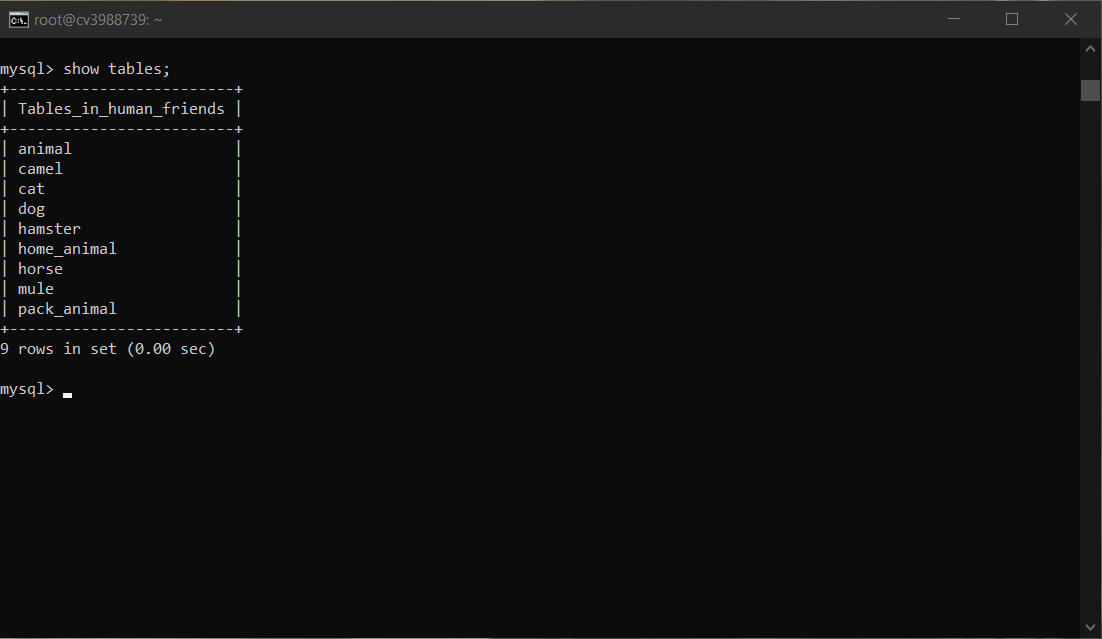 root@cv3988739: ~
mysql> show tables;
+-------------------------+
| Tables_in_human_friends |
+-------------------------+
| animal                  |
| camel                   |
| cat                     |
| dog                     |
| hamster                 |
| home_animal             |
| horse                   |
| mule                    |
| pack_animal             |
+-------------------------+
9 rows in set (0.00 sec)
mysql>